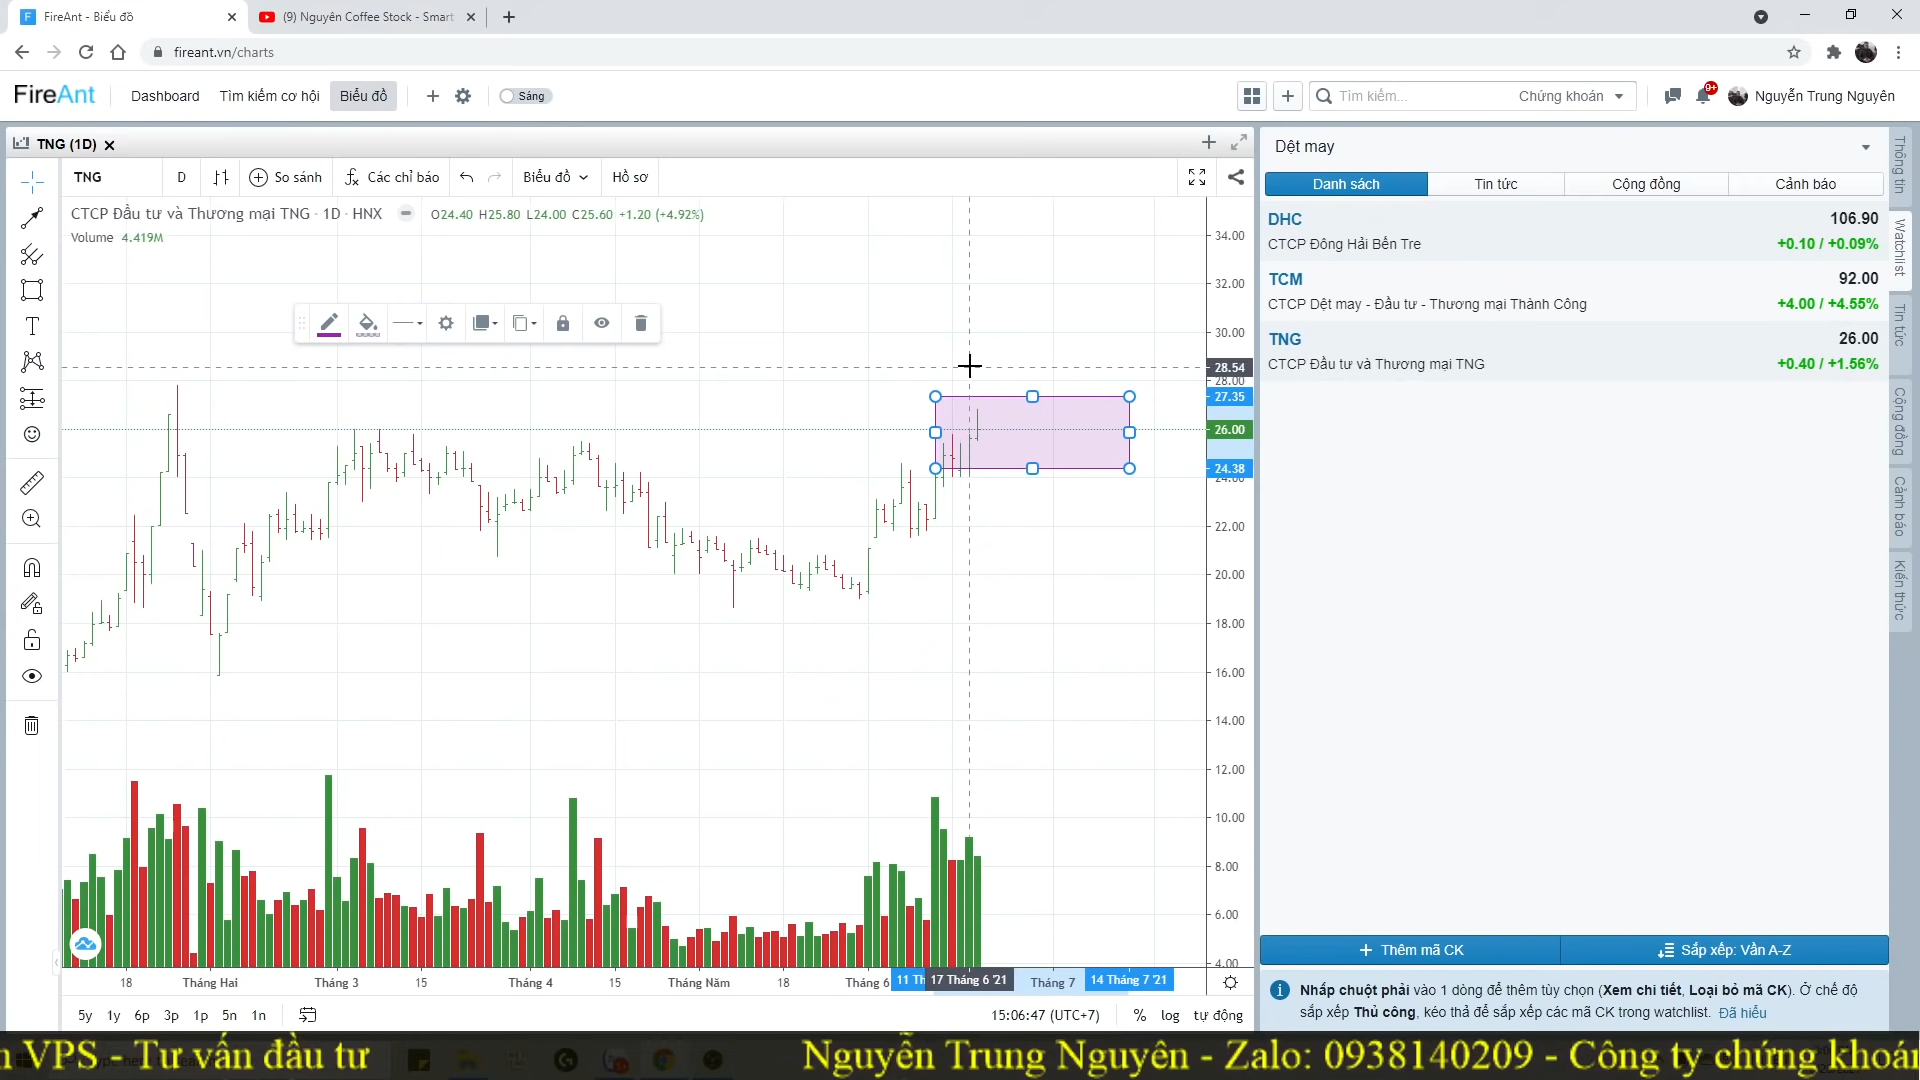 FireAnt - Biểu đồ
(9) Nguyên Coffee Stock - Smart
fireant.vn/charts
FireAnt
Dashboard
Tìm kiếm cơ hội
Biểu đồ
Sáng
Tìm kiếm...
Chứng khoán
9+
Nguyễn Trung Nguyên
TNG (1D)
TNG
D
So sánh
Các chỉ báo
Biểu đồ
Hồ sơ
CTCP Đầu tư và Thương mại TNG · 1D · HNX
O24.40 H25.80 L24.00 C25.60 +1.20 (+4.92%)
Volume 4.419M
34.00
32.00
30.00
28.54
28.00
27.35
26.00
24.38
24.00
22.00
20.00
18.00
16.00
14.00
12.00
10.00
8.00
6.00
4.00
18
Tháng Hai
Tháng 3
15
Tháng 4
15
Tháng Năm
18
Tháng 6
11 Th
17 Tháng 6 '21
Tháng 7
14 Tháng 7 '21
5y 1y 6p 3p 1p 5n 1n
15:06:47 (UTC+7)
% log tự động
Dệt may
Danh sách
Tin tức
Cộng đồng
Cảnh báo
DHC 106.90
CTCP Đông Hải Bến Tre +0.10 / +0.09%
TCM 92.00
CTCP Dệt may - Đầu tư - Thương mại Thành Công +4.00 / +4.55%
TNG 26.00
CTCP Đầu tư và Thương mại TNG +0.40 / +1.56%
Thêm mã CK
Sắp xếp: Vần A-Z
Nhấp chuột phải vào 1 dòng để thêm tùy chọn (Xem chi tiết, Loại bỏ mã CK). Ở chế độ
sắp xếp Thủ công, kéo thả để sắp xếp các mã CK trong watchlist. Đã hiểu
Thông tin
Watchlist
Tin tức
Cộng đồng
Cảnh báo
Kiến thức
n VPS - Tư vấn đầu tư
Nguyễn Trung Nguyên - Zalo: 0938140209 - Công ty chứng khoán